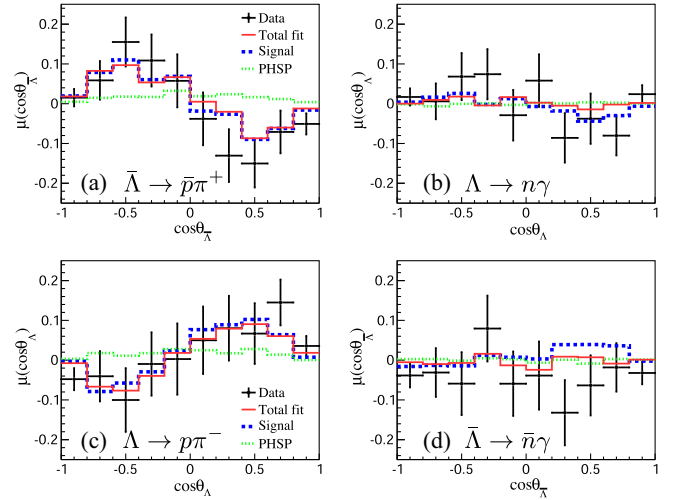 0.2
0.1
0
-0.1
-0.2
μ(cosθ_Λ̄)
Data
Total fit
Signal
PHSP
(a) Λ̄ → p̄π⁺
-1 -0.5 0 0.5 1
cosθ_Λ̄
0.2
0.1
0
-0.1
-0.2
μ(cosθ_Λ)
(b) Λ → nγ
-1 -0.5 0 0.5 1
cosθ_Λ
0.2
0.1
0
-0.1
-0.2
μ(cosθ_Λ)
Data
Total fit
Signal
PHSP
(c) Λ → pπ⁻
-1 -0.5 0 0.5 1
cosθ_Λ
0.2
0.1
0
-0.1
-0.2
μ(cosθ_Λ̄)
(d) Λ̄ → n̄γ
-1 -0.5 0 0.5 1
cosθ_Λ̄